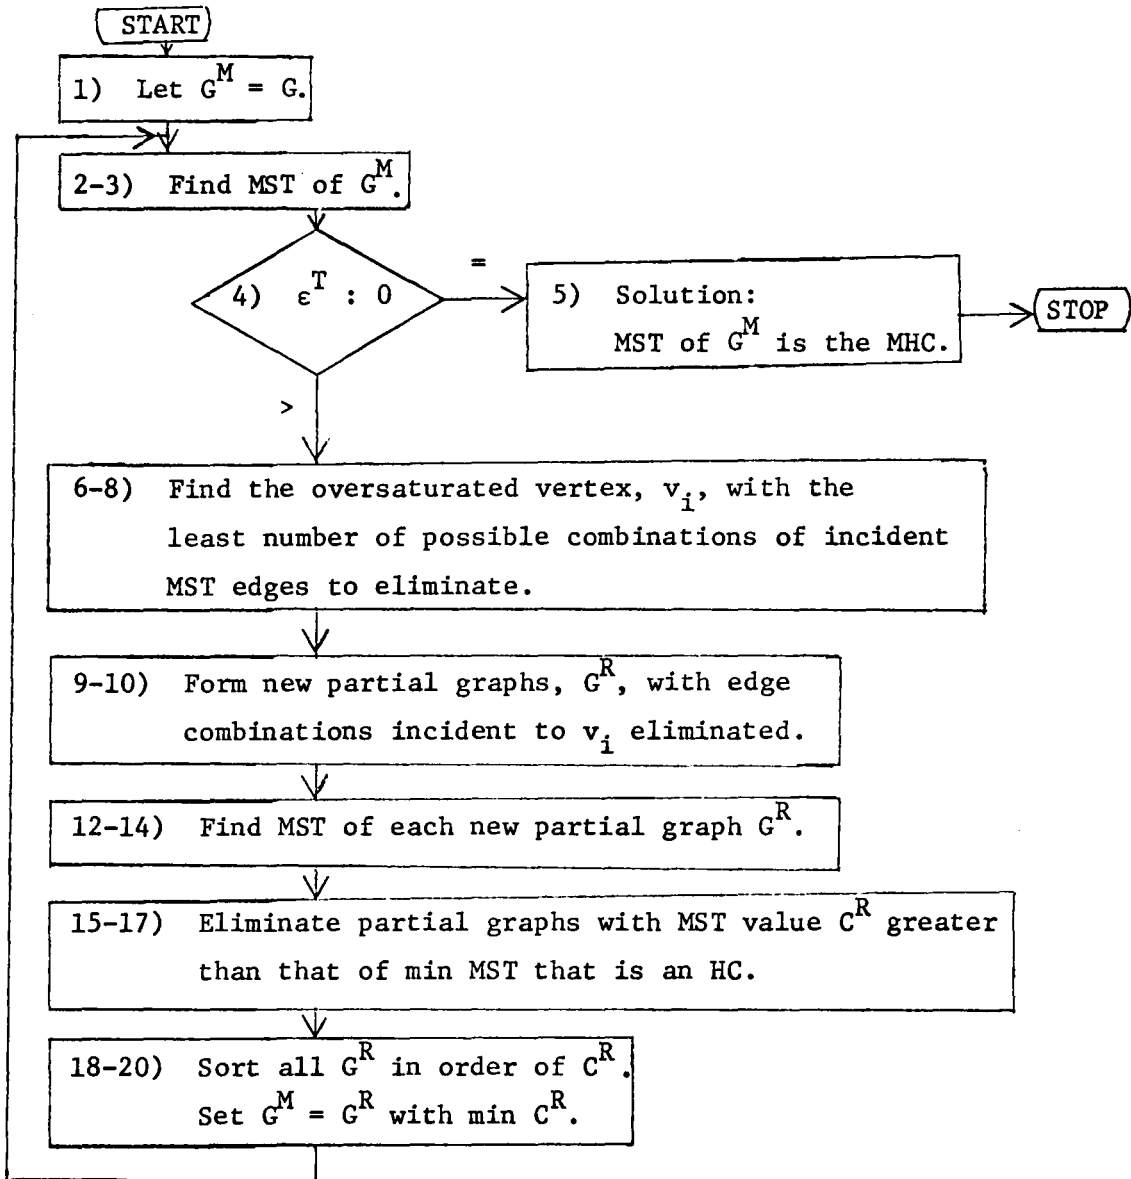 START
1) Let G^M = G.
2-3) Find MST of G^M.
4) ε^T : 0
=
5) Solution:
MST of G^M is the MHC.
STOP
>
6-8) Find the oversaturated vertex, v_i, with the
least number of possible combinations of incident
MST edges to eliminate.
9-10) Form new partial graphs, G^R, with edge
combinations incident to v_i eliminated.
12-14) Find MST of each new partial graph G^R.
15-17) Eliminate partial graphs with MST value C^R greater
than that of min MST that is an HC.
18-20) Sort all G^R in order of C^R.
Set G^M = G^R with min C^R.